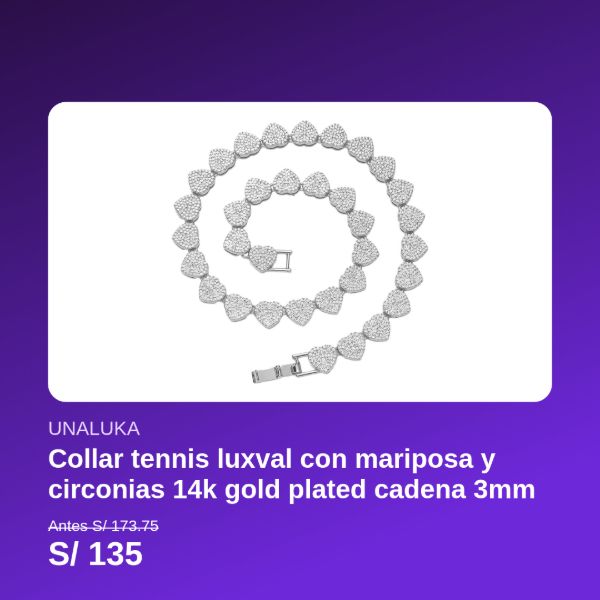 UNALUKA
Collar tennis luxval con mariposa y
circonias 14k gold plated cadena 3mm
Antes S/ 173.75
S/ 135